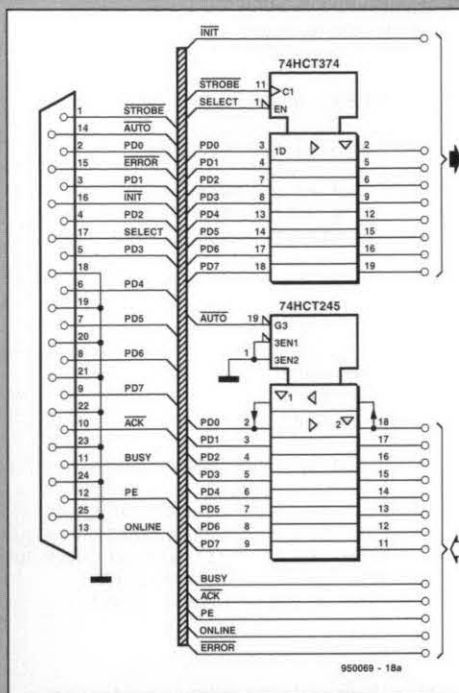 INIT
74HCT374
STROBE 11 C1
SELECT 1 EN
1 STROBE
14 AUTO
2 PD0
15 ERROR
3 PD1
16 INIT
4 PD2
17 SELECT
5 PD3
18
6 PD4
19
7 PD5
20
8 PD6
21
9 PD7
22
10 ACK
23
11 BUSY
24
12 PE
25
13 ONLINE
PD0 3 1D 2
PD1 4 5
PD2 7 6
PD3 8 9
PD4 13 12
PD5 14 15
PD6 17 16
PD7 18 19
74HCT245
AUTO 19 G3
3EN1
1 3EN2
1
PD0 2 2 18
PD1 3 17
PD2 4 16
PD3 5 15
PD4 6 14
PD5 7 13
PD6 8 12
PD7 9 11
BUSY
ACK
PE
ONLINE
ERROR
950069 - 18a